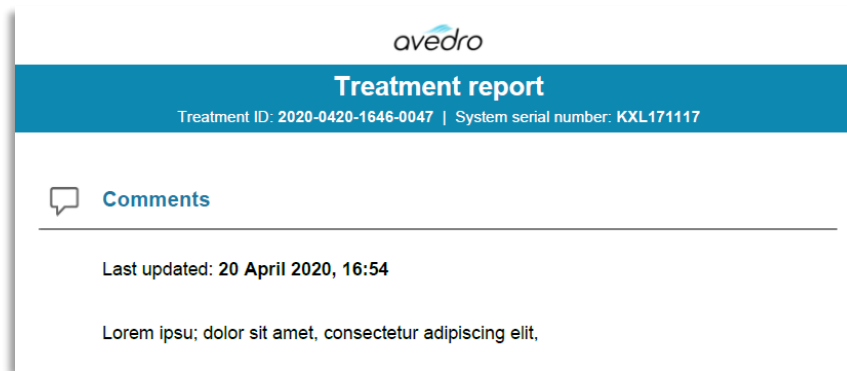 avedro
Treatment report
Treatment ID: 2020-0420-1646-0047 | System serial number: KXL171117
Comments
Last updated: 20 April 2020, 16:54
Lorem ipsu; dolor sit amet, consectetur adipiscing elit,